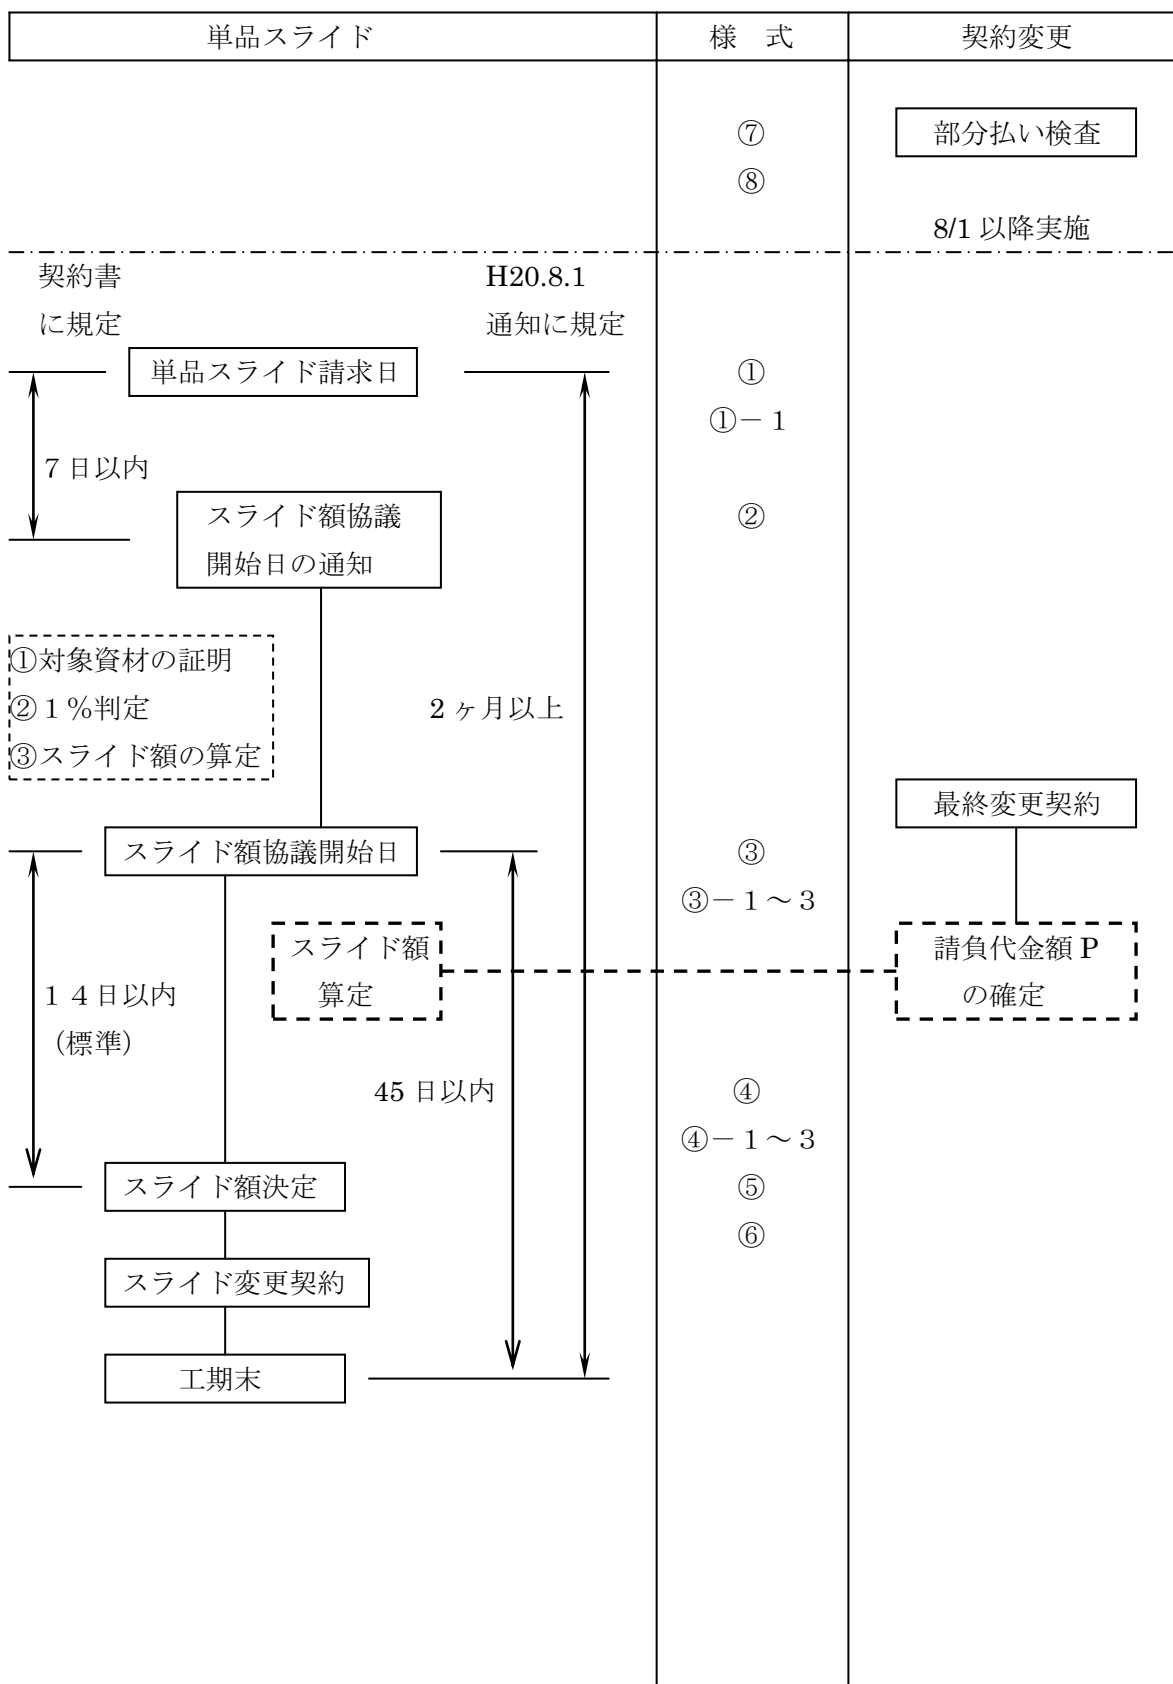 単品スライド
様　式
契約変更
⑦
部分払い検査
⑧
8/1 以降実施
契約書
に規定
H20.8.1
通知に規定
単品スライド請求日
①
①－１
７日以内
スライド額協議
開始日の通知
②
①対象資材の証明
②１％判定
③スライド額の算定
2 ヶ月以上
最終変更契約
スライド額協議開始日
③
③－１～３
スライド額
算定
請負代金額 P
の確定
１４日以内
（標準）
45 日以内
④
④－１～３
スライド額決定
⑤
⑥
スライド変更契約
工期末